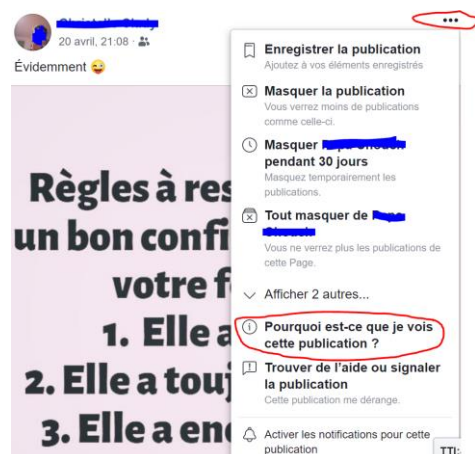 20 avril, 21:08 ·
Évidemment
Règles à res
un bon confi
votre f
1. Elle a
2. Elle a tou
3. Elle a en
Enregistrer la publication
Ajoutez à vos éléments enregistrés
Masquer la publication
Vous verrez moins de publications
comme celle-ci.
Masquer
pendant 30 jours
Masquez temporairement les
publications.
Tout masquer de
Vous ne verrez plus les publications de
cette Page.
Afficher 2 autres...
Pourquoi est-ce que je vois
cette publication ?
Trouver de l'aide ou signaler
la publication
Cette publication me dérange.
Activer les notifications pour cette
publication